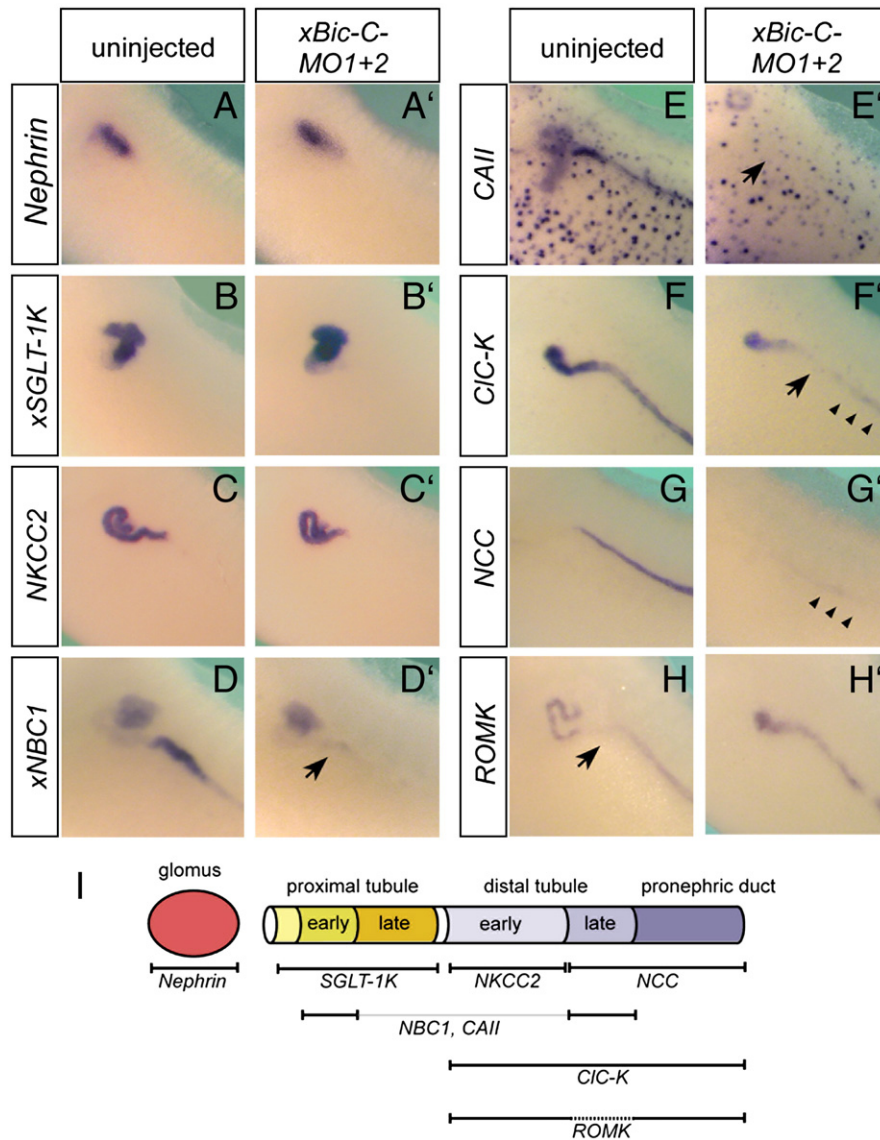 uninjected
xBic-C-
MO1+2
uninjected
xBic-C-
MO1+2
Nephrin
A
A‘
CAII
E
E‘
xSGLT-1K
B
B‘
ClC-K
F
F‘
NKCC2
C
C‘
NCC
G
G‘
xNBC1
D
D‘
ROMK
H
H‘
I
glomus
proximal tubule
distal tubule
pronephric duct
early
late
early
late
Nephrin
SGLT-1K
NKCC2
NCC
NBC1, CAII
ClC-K
ROMK